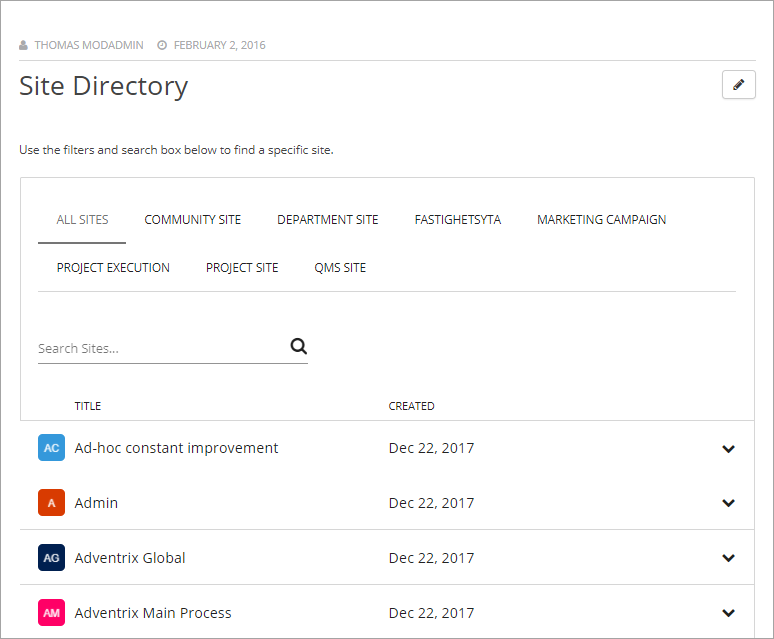 THOMAS MODADMIN FEBRUARY 2, 2016
Site Directory
Use the filters and search box below to find a specific site.
ALL SITES COMMUNITY SITE DEPARTMENT SITE FASTIGHETSYTA MARKETING CAMPAIGN
PROJECT EXECUTION PROJECT SITE QMS SITE
Search Sites...
TITLE CREATED
AC Ad-hoc constant improvement Dec 22, 2017
A Admin Dec 22, 2017
AG Adventrix Global Dec 22, 2017
AM Adventrix Main Process Dec 22, 2017